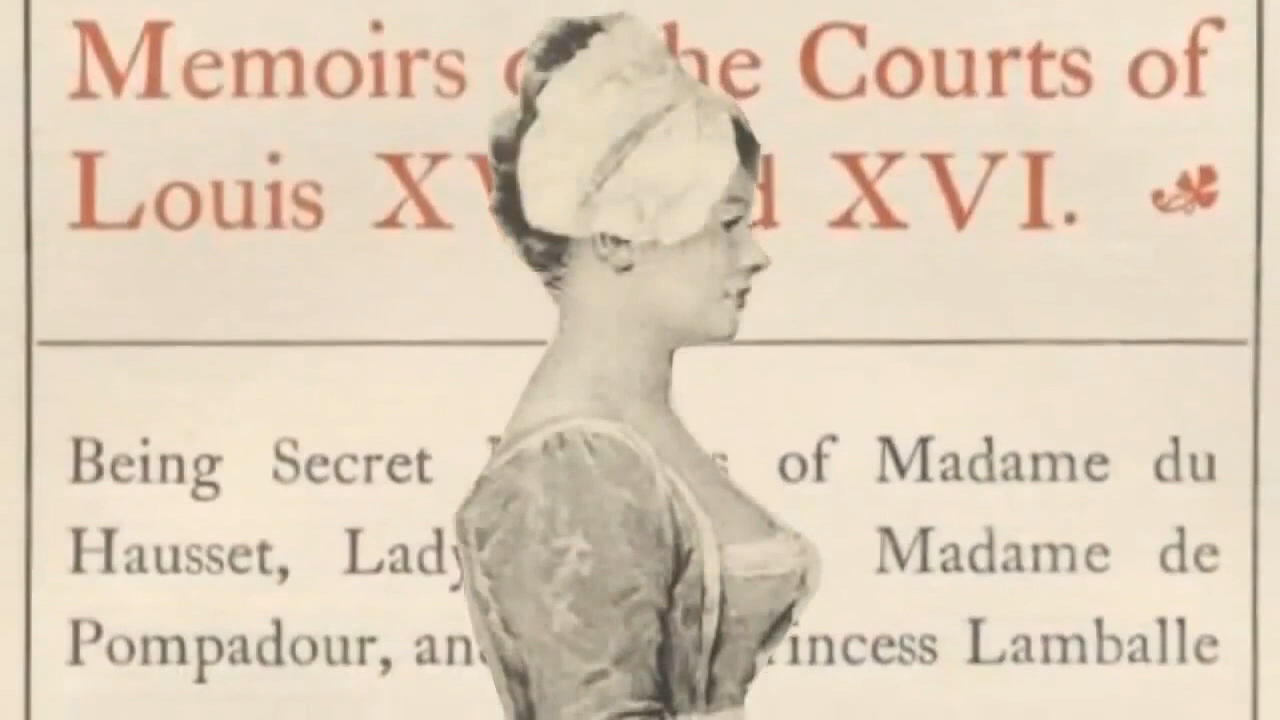 Memoirs he Courts of
Louis XV d XVI.
Being Secret s of Madame du
Hausset, Lady Madame de
Pompadour, an rincess Lamballe